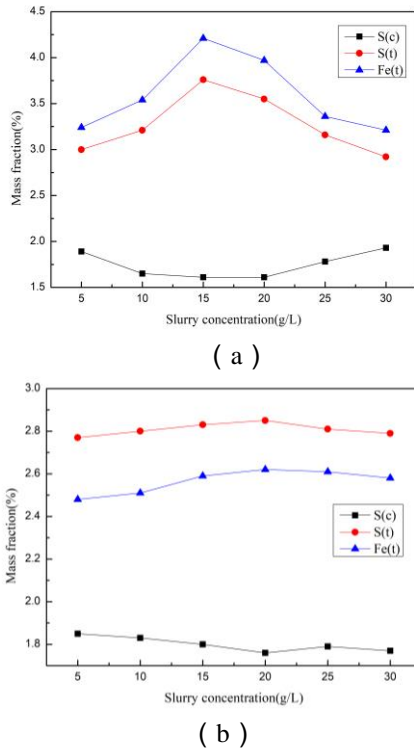 4.5
4.0
3.5
3.0
2.5
2.0
1.5
Mass fraction(%)
S(c)
S(t)
Fe(t)
5 10 15 20 25 30
Slurry concentration(g/L)
( a )
3.0
2.8
2.6
2.4
2.2
2.0
1.8
Mass fraction(%)
S(c)
S(t)
Fe(t)
5 10 15 20 25 30
Slurry concentration(g/L)
( b )